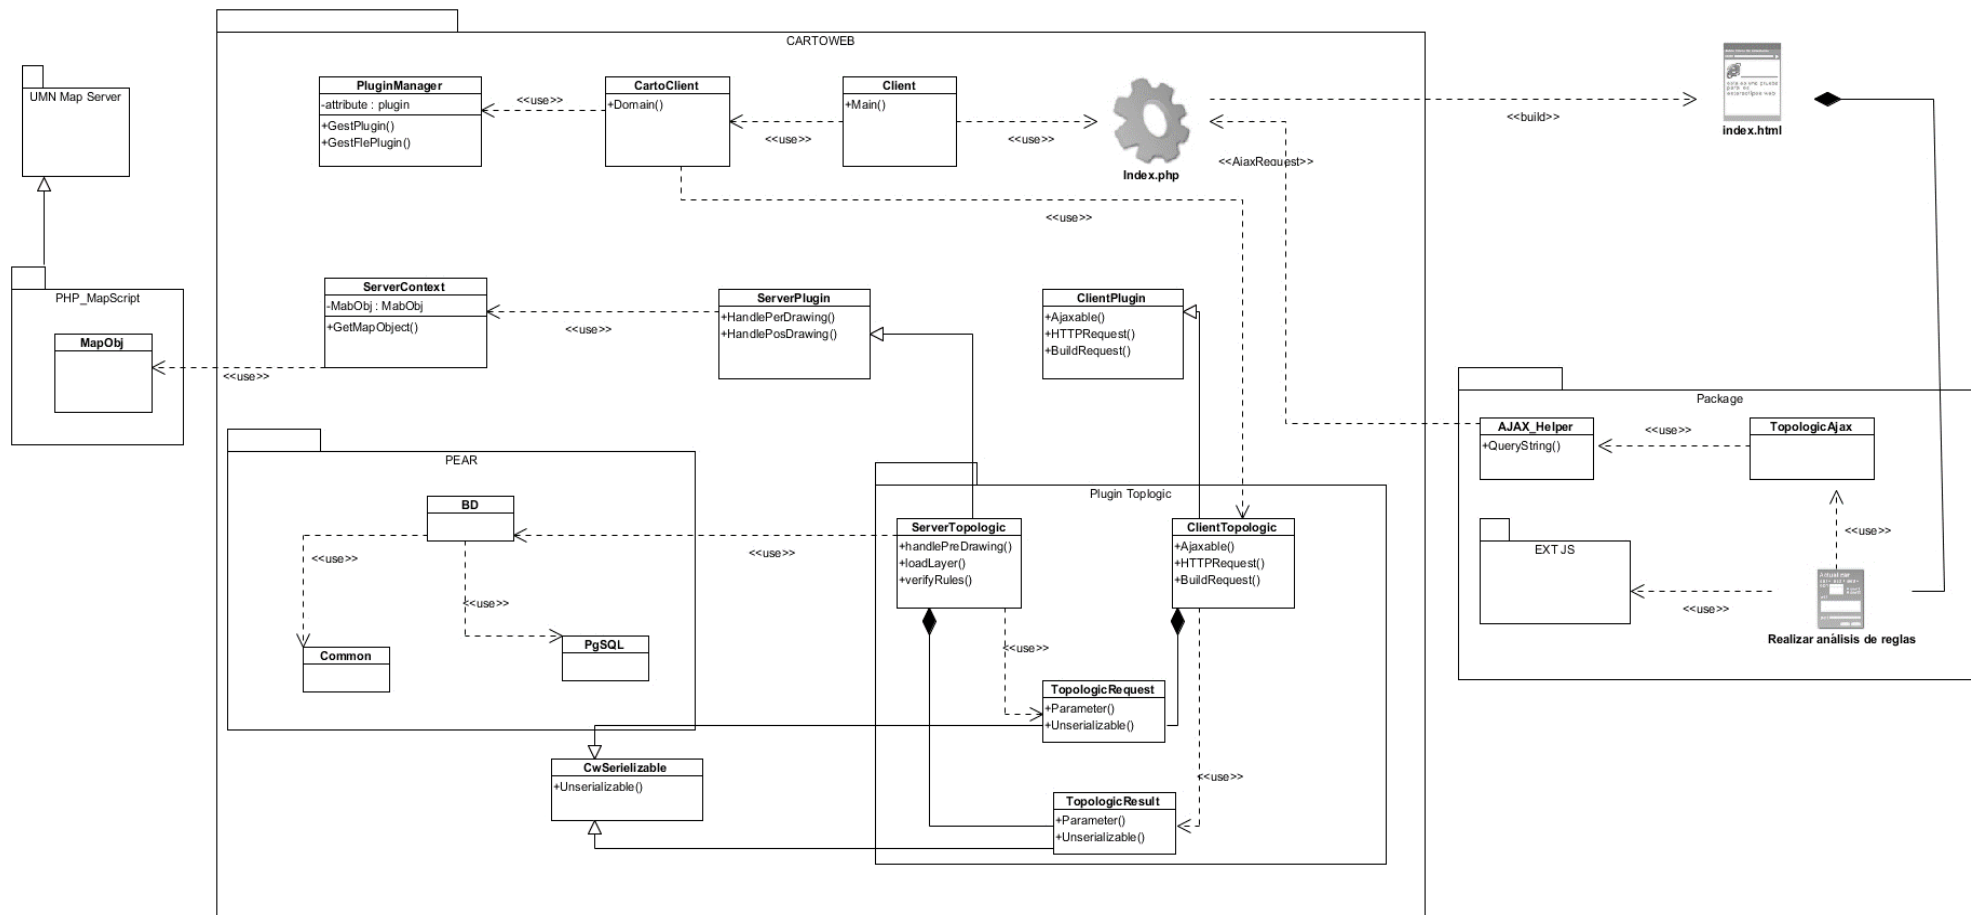 CARTOWEB
UMN Map Server
PluginManager
-attribute : plugin
+GestPlugin()
+GestFlePlugin()
<<use>>
CartoClient
+Domain()
<<use>>
Client
+Main()
<<use>>
Index.php
<<AjaxRequest>>
<<build>>
index.html
<<use>>
PHP_MapScript
MapObj
<<use>>
ServerContext
-MabObj : MabObj
+GetMapObject()
<<use>>
ServerPlugin
+HandlePerDrawing()
+HandlePosDrawing()
ClientPlugin
+Ajaxable()
+HTTPRequest()
+BuildRequest()
Package
AJAX_Helper
+QueryString()
<<use>>
TopologicAjax
<<use>>
EXT JS
<<use>>
Realizar análisis de reglas
PEAR
BD
<<use>>
<<use>>
Common
PgSQL
<<use>>
Plugin Toplogic
ServerTopologic
+handlePreDrawing()
+loadLayer()
+verifyRules()
ClientTopologic
+Ajaxable()
+HTTPRequest()
+BuildRequest()
<<use>>
TopologicRequest
+Parameter()
+Unserializable()
<<use>>
CwSerielizable
+Unserializable()
TopologicResult
+Parameter()
+Unserializable()